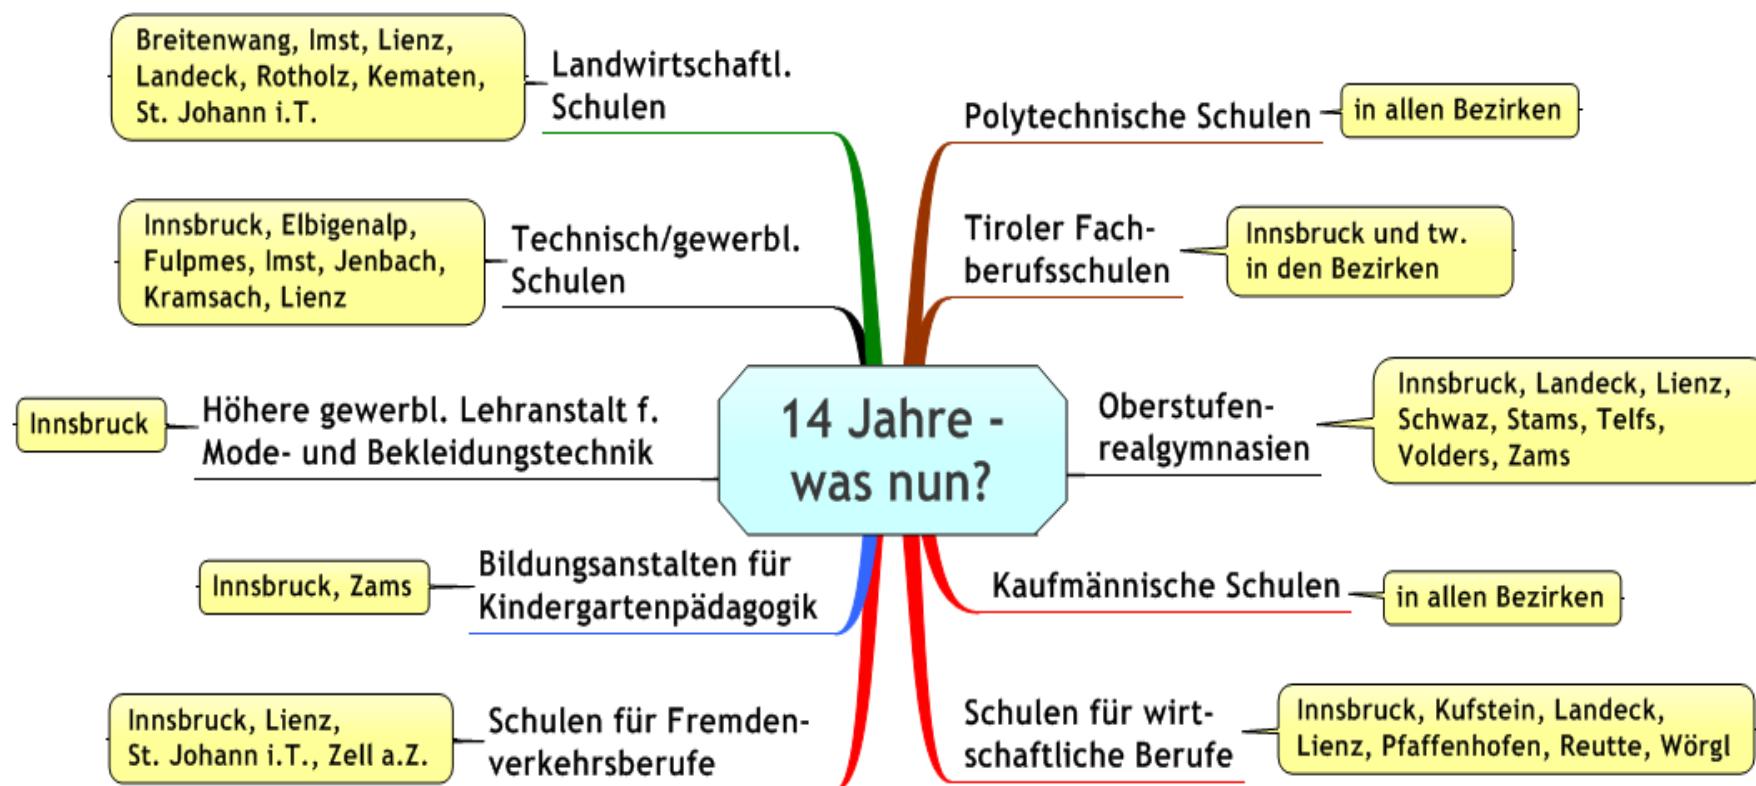 Breitenwang, Imst, Lienz,
Landeck, Rotholz, Kematen,
St. Johann i.T.
Landwirtschaftl.
Schulen
Innsbruck, Elbigenalp,
Fulpmes, Imst, Jenbach,
Kramsach, Lienz
Technisch/gewerbl.
Schulen
Innsbruck
Höhere gewerbl. Lehranstalt f.
Mode- und Bekleidungstechnik
Innsbruck, Zams
Bildungsanstalten für
Kindergartenpädagogik
Innsbruck, Lienz,
St. Johann i.T., Zell a.Z.
Schulen für Fremden-
verkehrsberufe
14 Jahre -
was nun?
Polytechnische Schulen
in allen Bezirken
Tiroler Fach-
berufsschulen
Innsbruck und tw.
in den Bezirken
Oberstufen-
realgymnasien
Innsbruck, Landeck, Lienz,
Schwaz, Stams, Telfs,
Volders, Zams
Kaufmännische Schulen
in allen Bezirken
Schulen für wirt-
schaftliche Berufe
Innsbruck, Kufstein, Landeck,
Lienz, Pfaffenhofen, Reutte, Wörgl